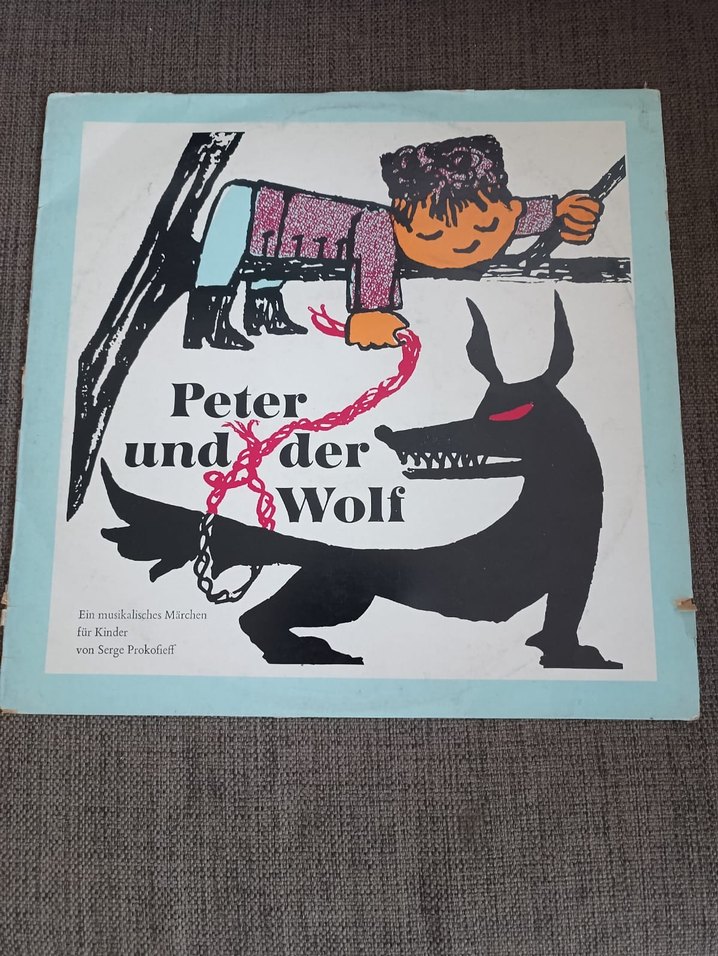 Peter
und der
Wolf
Ein musikalisches Märchen
für Kinder
von Serge Prokofieff